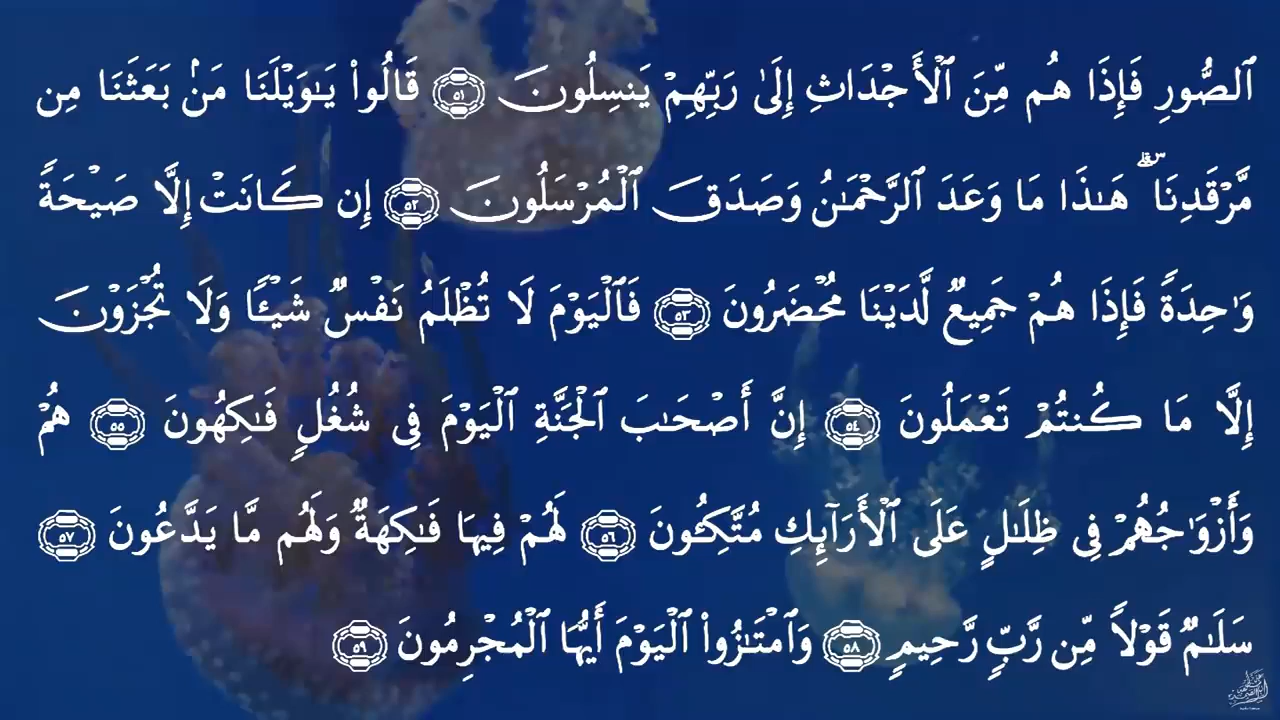 ٱلصُّورِ فَإِذَا هُم مِّنَ ٱلْأَجْدَاثِ إِلَىٰ رَبِّهِمْ يَنسِلُونَ ٥١ قَالُوا۟ يَـٰوَيْلَنَا مَنۢ بَعَثَنَا مِن
مَّرْقَدِنَا ۜ ۗ هَـٰذَا مَا وَعَدَ ٱلرَّحْمَـٰنُ وَصَدَقَ ٱلْمُرْسَلُونَ ٥٢ إِن كَانَتْ إِلَّا صَيْحَةً
وَٰحِدَةً فَإِذَا هُمْ جَمِيعٌ لَّدَيْنَا مُحْضَرُونَ ٥٣ فَٱلْيَوْمَ لَا تُظْلَمُ نَفْسٌ شَيْـًٔا وَلَا تُجْزَوْنَ
إِلَّا مَا كُنتُمْ تَعْمَلُونَ ٥٤ إِنَّ أَصْحَـٰبَ ٱلْجَنَّةِ ٱلْيَوْمَ فِى شُغُلٍ فَـٰكِهُونَ ٥٥ هُمْ
وَأَزْوَٰجُهُمْ فِى ظِلَـٰلٍ عَلَى ٱلْأَرَآئِكِ مُتَّكِـُٔونَ ٥٦ لَهُمْ فِيهَا فَـٰكِهَةٌ وَلَهُم مَّا يَدَّعُونَ ٥٧
سَلَـٰمٌ قَوْلًا مِّن رَّبٍّ رَّحِيمٍ ٥٨ وَٱمْتَـٰزُوا۟ ٱلْيَوْمَ أَيُّهَا ٱلْمُجْرِمُونَ ٥٩